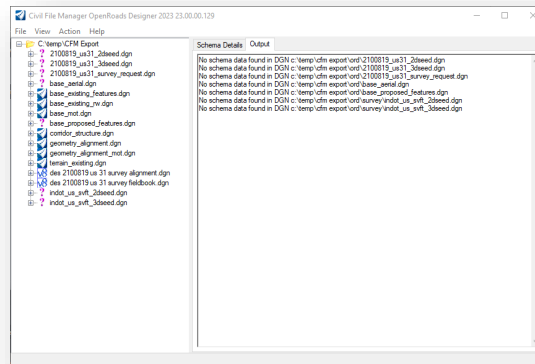 Civil File Manager OpenRoads Designer 2023 23.00.00.129
File View Action Help
C:\temp\CFM Export
2100819_us31_2dseed.dgn
2100819_us31_3dseed.dgn
2100819_us31_survey_request.dgn
base_aerial.dgn
base_existing_features.dgn
base_existing_rw.dgn
base_mot.dgn
base_proposed_features.dgn
corridor_structure.dgn
geometry_alignment.dgn
geometry_alignment_mot.dgn
terrain_existing.dgn
des 2100819 us 31 survey alignment.dgn
des 2100819 us 31 survey fieldbook.dgn
indot_us_svft_2dseed.dgn
indot_us_svft_3dseed.dgn
Schema Details Output
No schema data found in DGN c:\temp\cfm export\ord\2100819_us31_2dseed.dgn
No schema data found in DGN c:\temp\cfm export\ord\2100819_us31_3dseed.dgn
No schema data found in DGN c:\temp\cfm export\ord\2100819_us31_survey_request.dgn
No schema data found in DGN c:\temp\cfm export\ord\base_aerial.dgn
No schema data found in DGN c:\temp\cfm export\ord\base_proposed_features.dgn
No schema data found in DGN c:\temp\cfm export\ord\survey\indot_us_svft_2dseed.dgn
No schema data found in DGN c:\temp\cfm export\ord\survey\indot_us_svft_3dseed.dgn